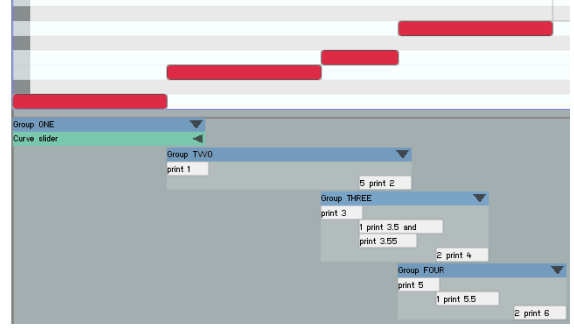 Group ONE
Curve slider
Group TVVO
print 1
5 print 2
Group THREE
print 3
1 print 3.5 and
print 3.55
2 print 4
Group FOUR
print 5
1 print 5.5
2 print 6